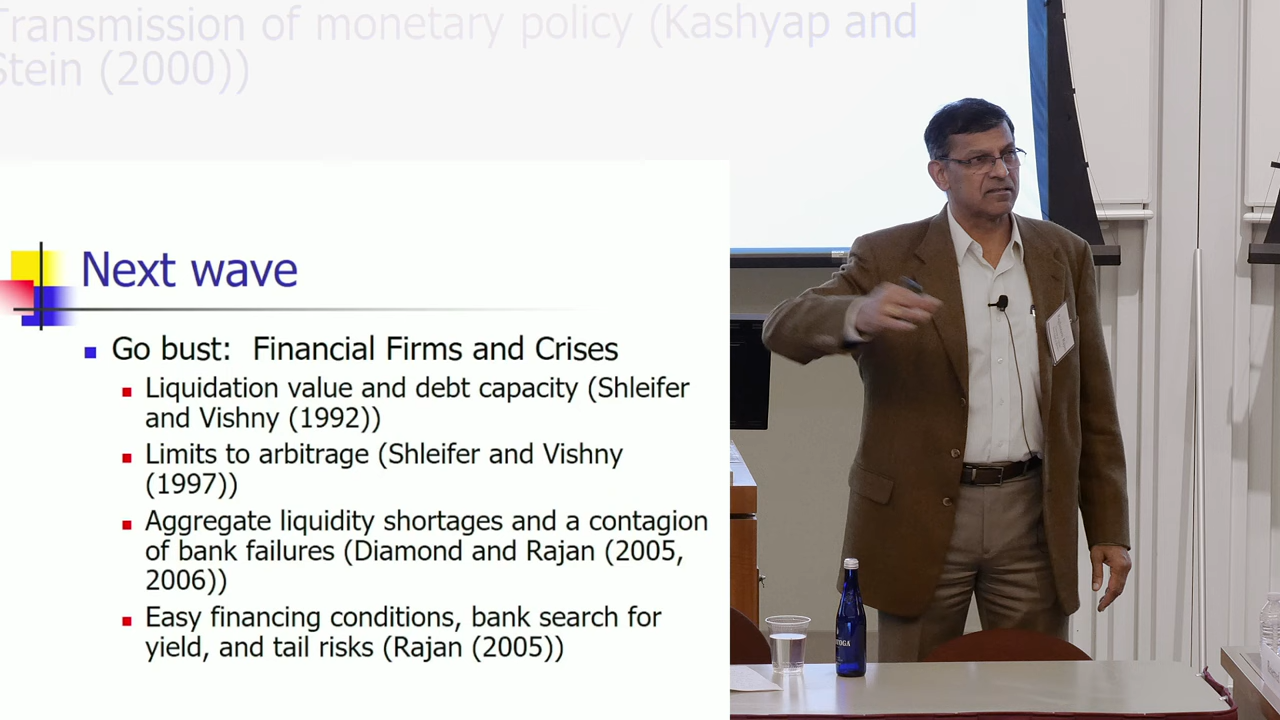 Transmission of monetary policy (Kashyap and
Stein (2000))
Next wave
Go bust: Financial Firms and Crises
Liquidation value and debt capacity (Shleifer
and Vishny (1992))
Limits to arbitrage (Shleifer and Vishny
(1997))
Aggregate liquidity shortages and a contagion
of bank failures (Diamond and Rajan (2005,
2006))
Easy financing conditions, bank search for
yield, and tail risks (Rajan (2005))